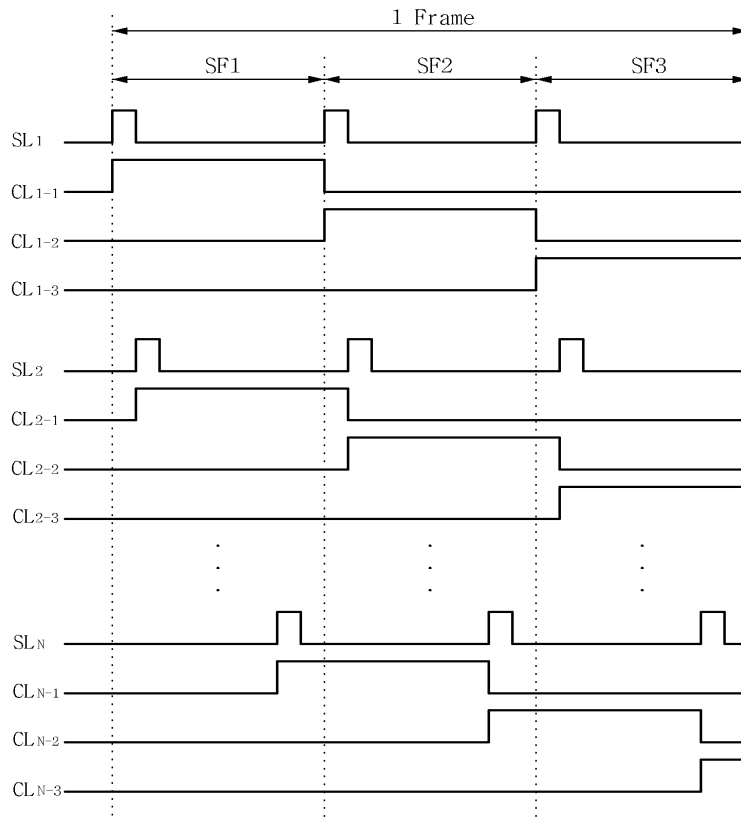 1 Frame
SF1 SF2 SF3
SL1
CL1-1
CL1-2
CL1-3
SL2
CL2-1
CL2-2
CL2-3
SLN
CLN-1
CLN-2
CLN-3